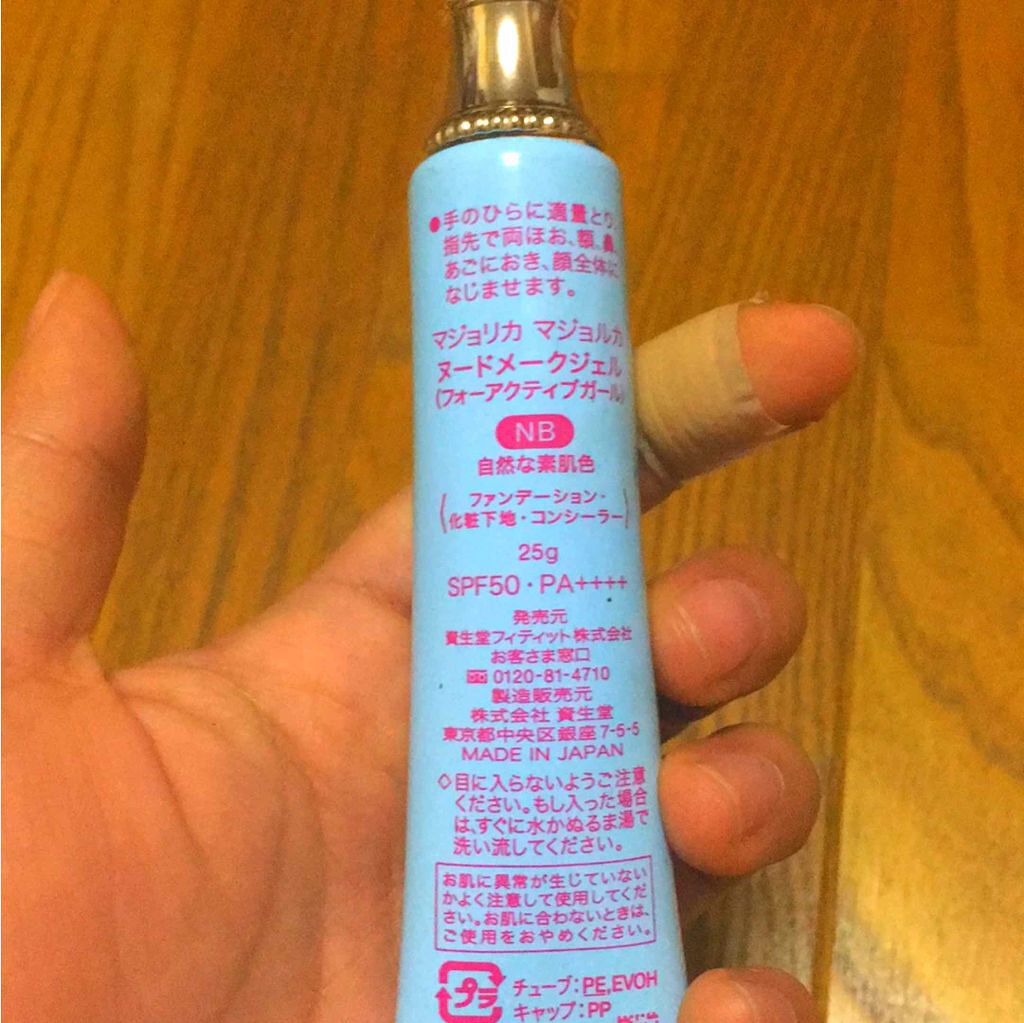 ●手のひらに適量とり、
指先で両ほお、額、鼻、
あごにおき、顔全体に
なじませます。
マジョリカ マジョルカ
ヌードメークジェル
(フォーアクティブガール)
NB
自然な素肌色
(ファンデーション・
化粧下地・コンシーラー)
25g
SPF50・PA++++
発売元
資生堂フィティット株式会社
お客さま窓口
0120-81-4710
製造販売元
株式会社 資生堂
東京都中央区銀座7-5-5
MADE IN JAPAN
◇目に入らないようご注意
ください。もし入った場合
は、すぐに水かぬるま湯で
洗い流してください。
お肌に異常が生じていない
かよく注意して使用してくだ
さい。お肌に合わないときは、
ご使用をおやめください。
プラ
チューブ:PE,EVOH
キャップ:PP